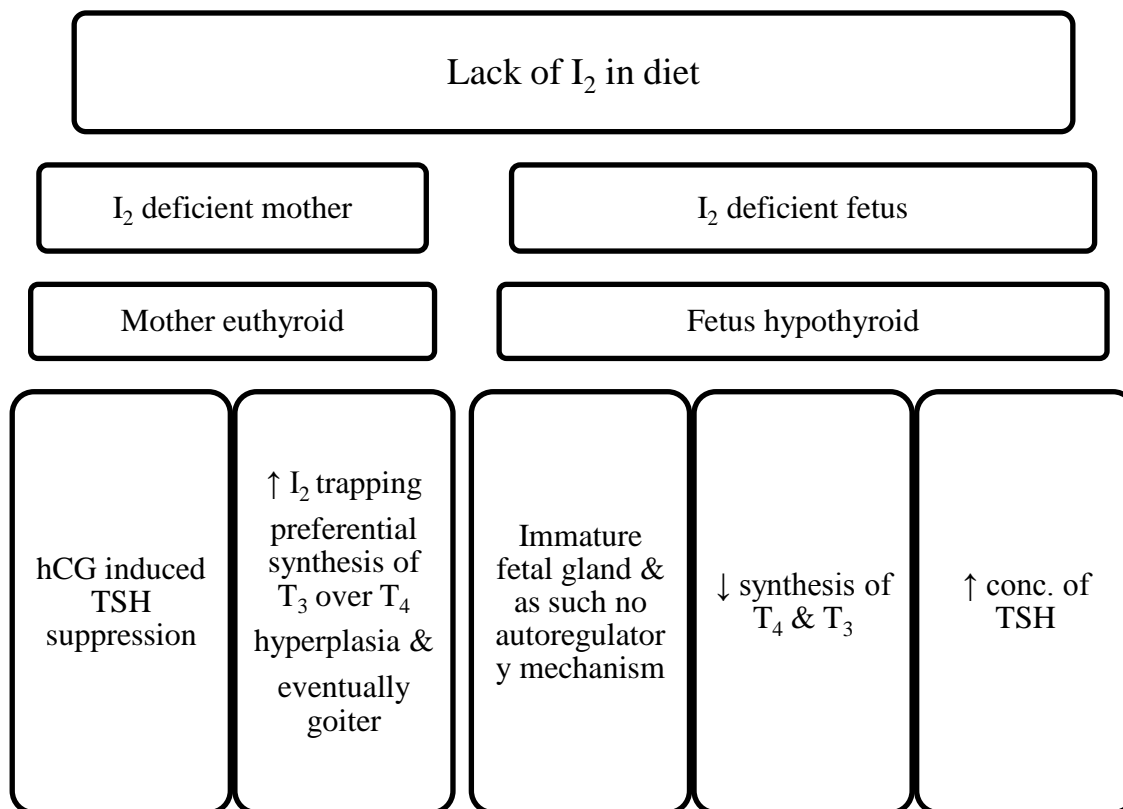 Lack of I₂ in diet
I₂ deficient mother
I₂ deficient fetus
Mother euthyroid
Fetus hypothyroid
hCG induced
TSH
suppression
↑ I₂ trapping
preferential
synthesis of
T₃ over T₄
hyperplasia &
eventually
goiter
Immature
fetal gland &
as such no
autoregulator
y mechanism
↓ synthesis of
T₄ & T₃
↑ conc. of
TSH